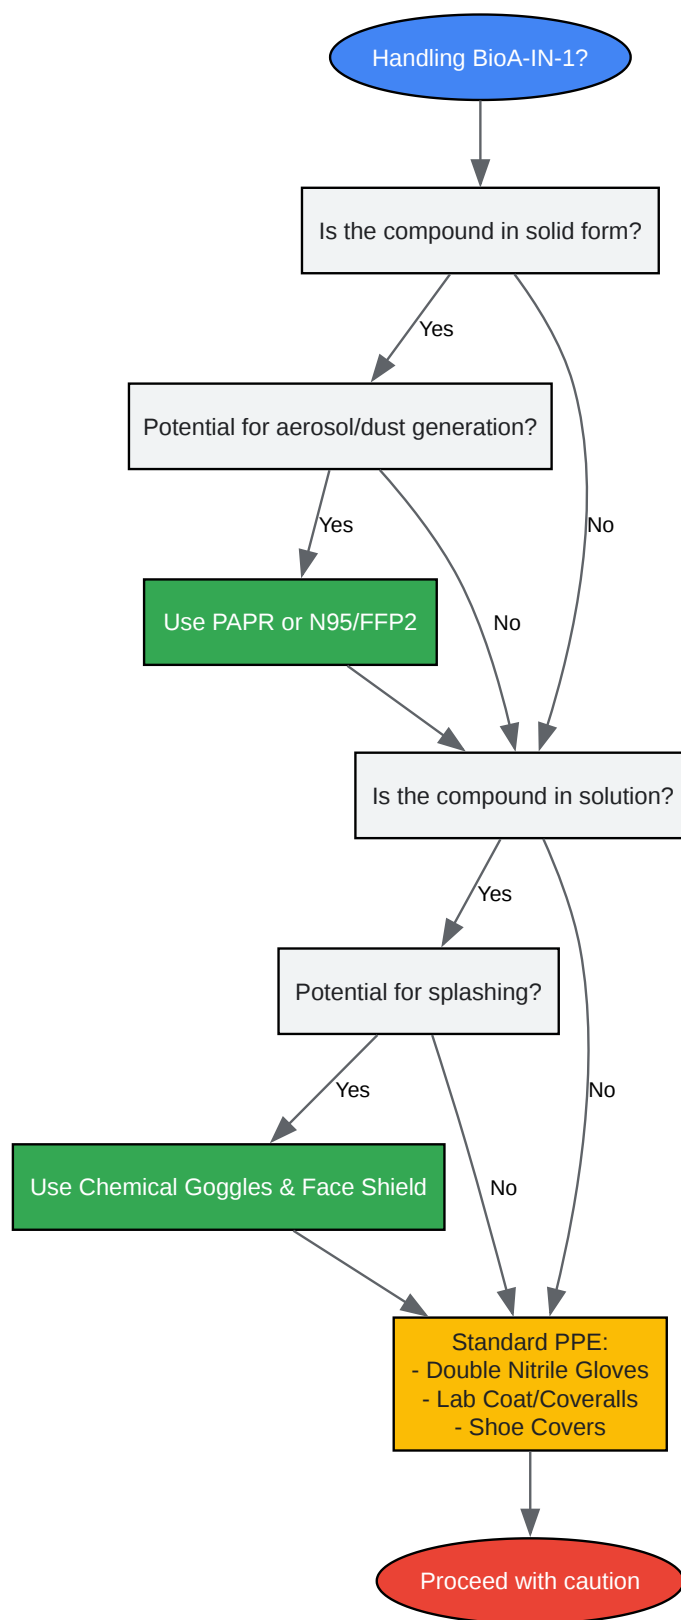 Handling BioA-IN-1?
Is the compound in solid form?
Yes
Potential for aerosol/dust generation?
No
Yes
Use PAPR or N95/FFP2
No
Is the compound in solution?
Yes
Potential for splashing?
No
Yes
Use Chemical Goggles & Face Shield
No
Standard PPE:
- Double Nitrile Gloves
- Lab Coat/Coveralls
- Shoe Covers
Proceed with caution